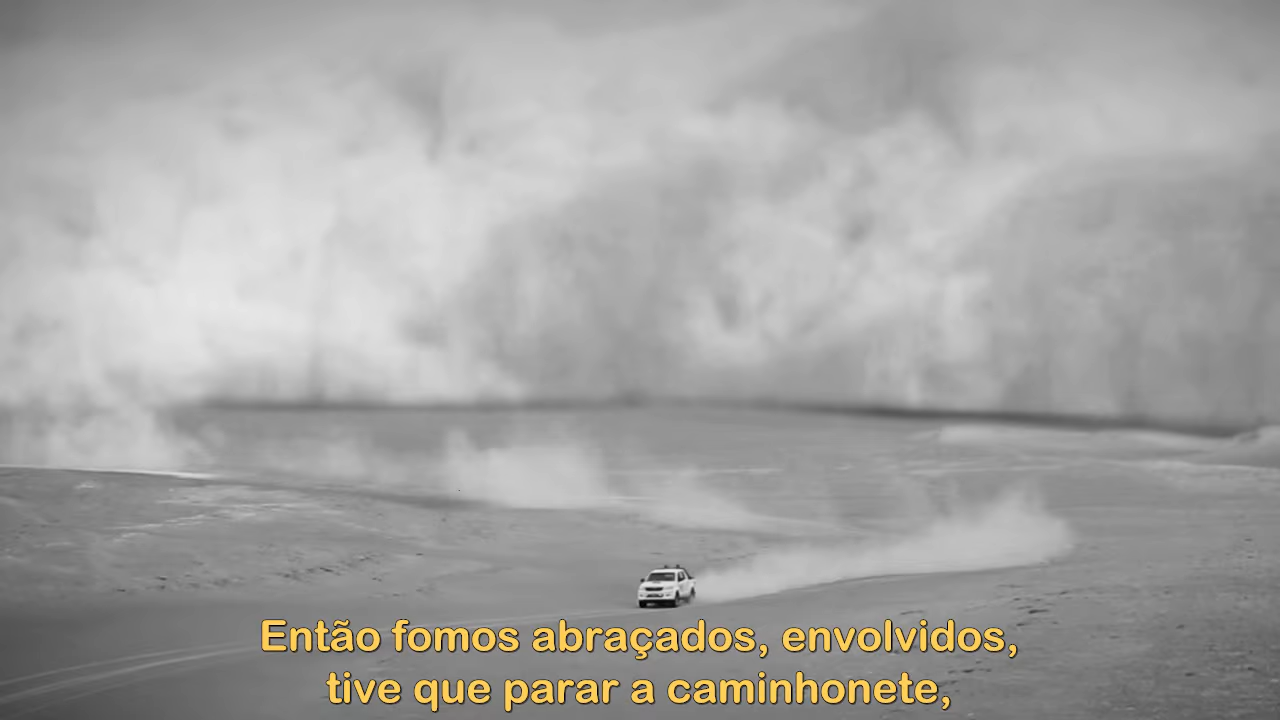 Então fomos abraçados, envolvidos,
tive que parar a caminhonete,